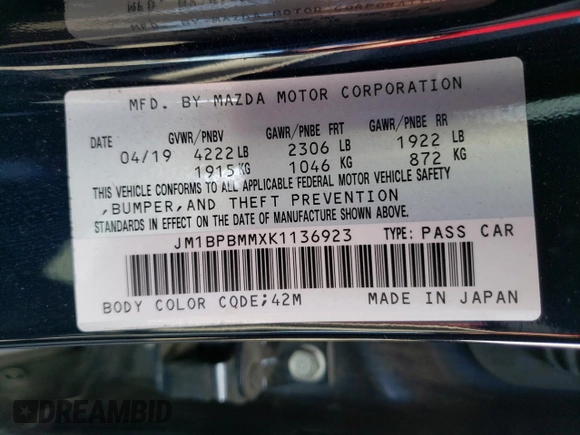 MFD. BY MAZDA MOTOR CORPORATION
DATE GVWR/PNBV GAWR/PNBE FRT GAWR/PNBE RR
04/19 4222 LB 2306 LB 1922 LB
1915 KG 1046 KG 872 KG
THIS VEHICLE CONFORMS TO ALL APPLICABLE FEDERAL MOTOR VEHICLE SAFETY
,BUMPER,AND THEFT PREVENTION
STANDARDS IN EFFECT ON THE DATE OF MANUFACTURE SHOWN ABOVE.
JM1BPBMMXK1136923 TYPE: PASS CAR
BODY COLOR CODE;42M MADE IN JAPAN
DREAMBID